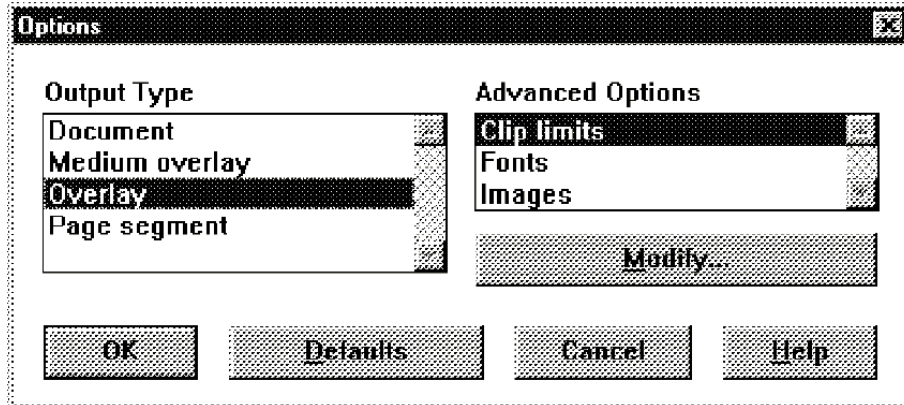 Options
Output Type
Document
Medium overlay
Overlay
Page segment
Advanced Options
Clip limits
Fonts
Images
Modify...
OK
Defaults
Cancel
Help